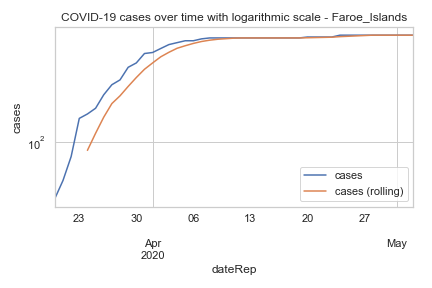 COVID-19 cases over time with logarithmic scale - Faroe_Islands
cases
10²
cases
cases (rolling)
23 30 06 13 20 27
Apr May
2020
dateRep